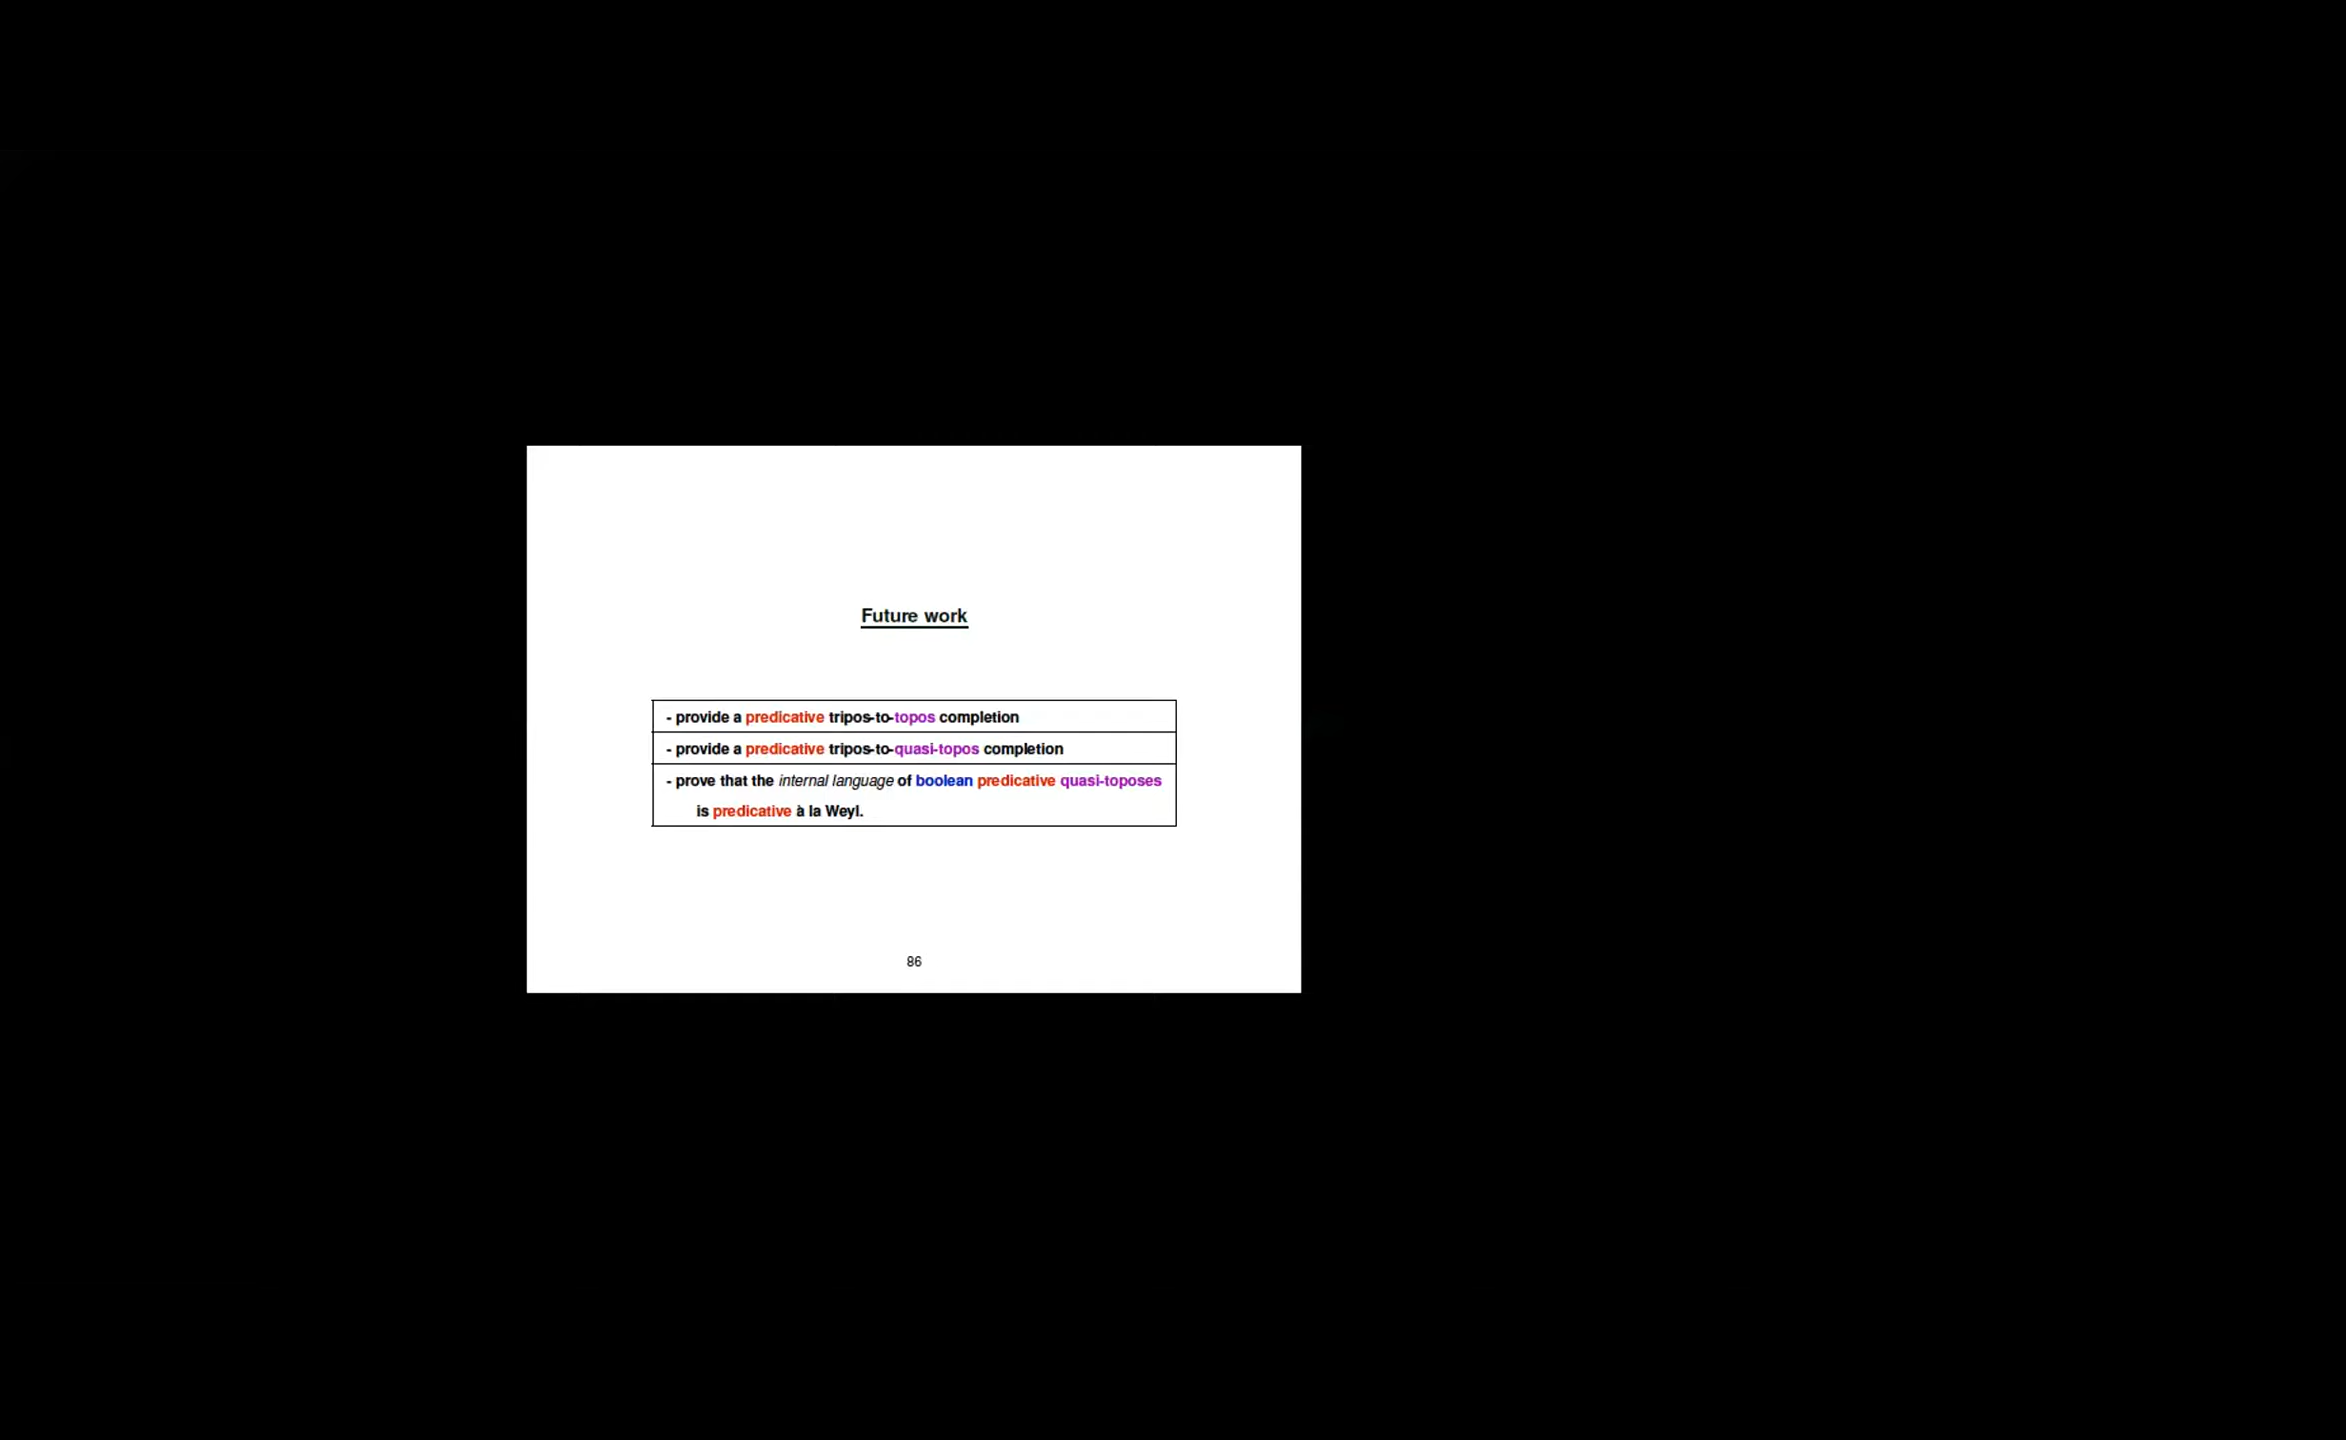 Future work
- provide a predicative tripos-to-topos completion
- provide a predicative tripos-to-quasi-topos completion
- prove that the internal language of boolean predicative quasi-toposes
is predicative à la Weyl.
86